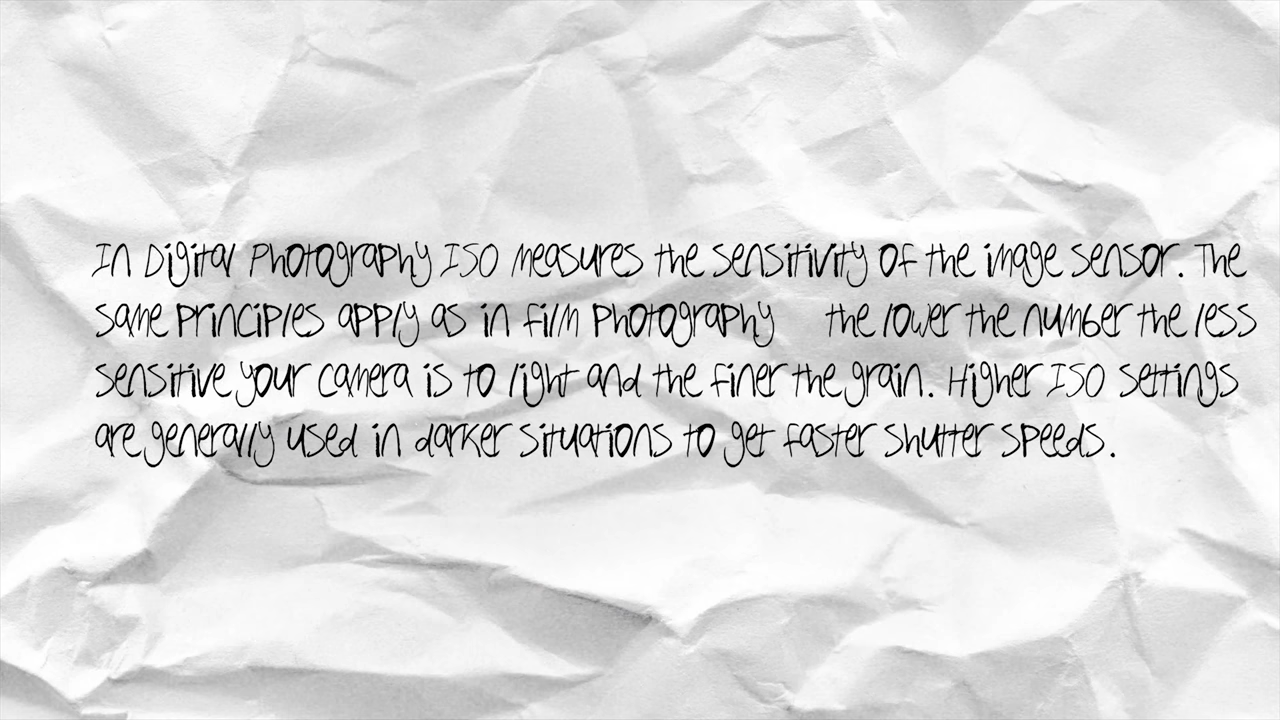 In Digital Photography ISO measures the sensitivity of the image sensor. The
same principles apply as in film photography the lower the number the less
sensitive your camera is to light and the finer the grain. Higher ISO settings
are generally used in darker situations to get faster shutter speeds.